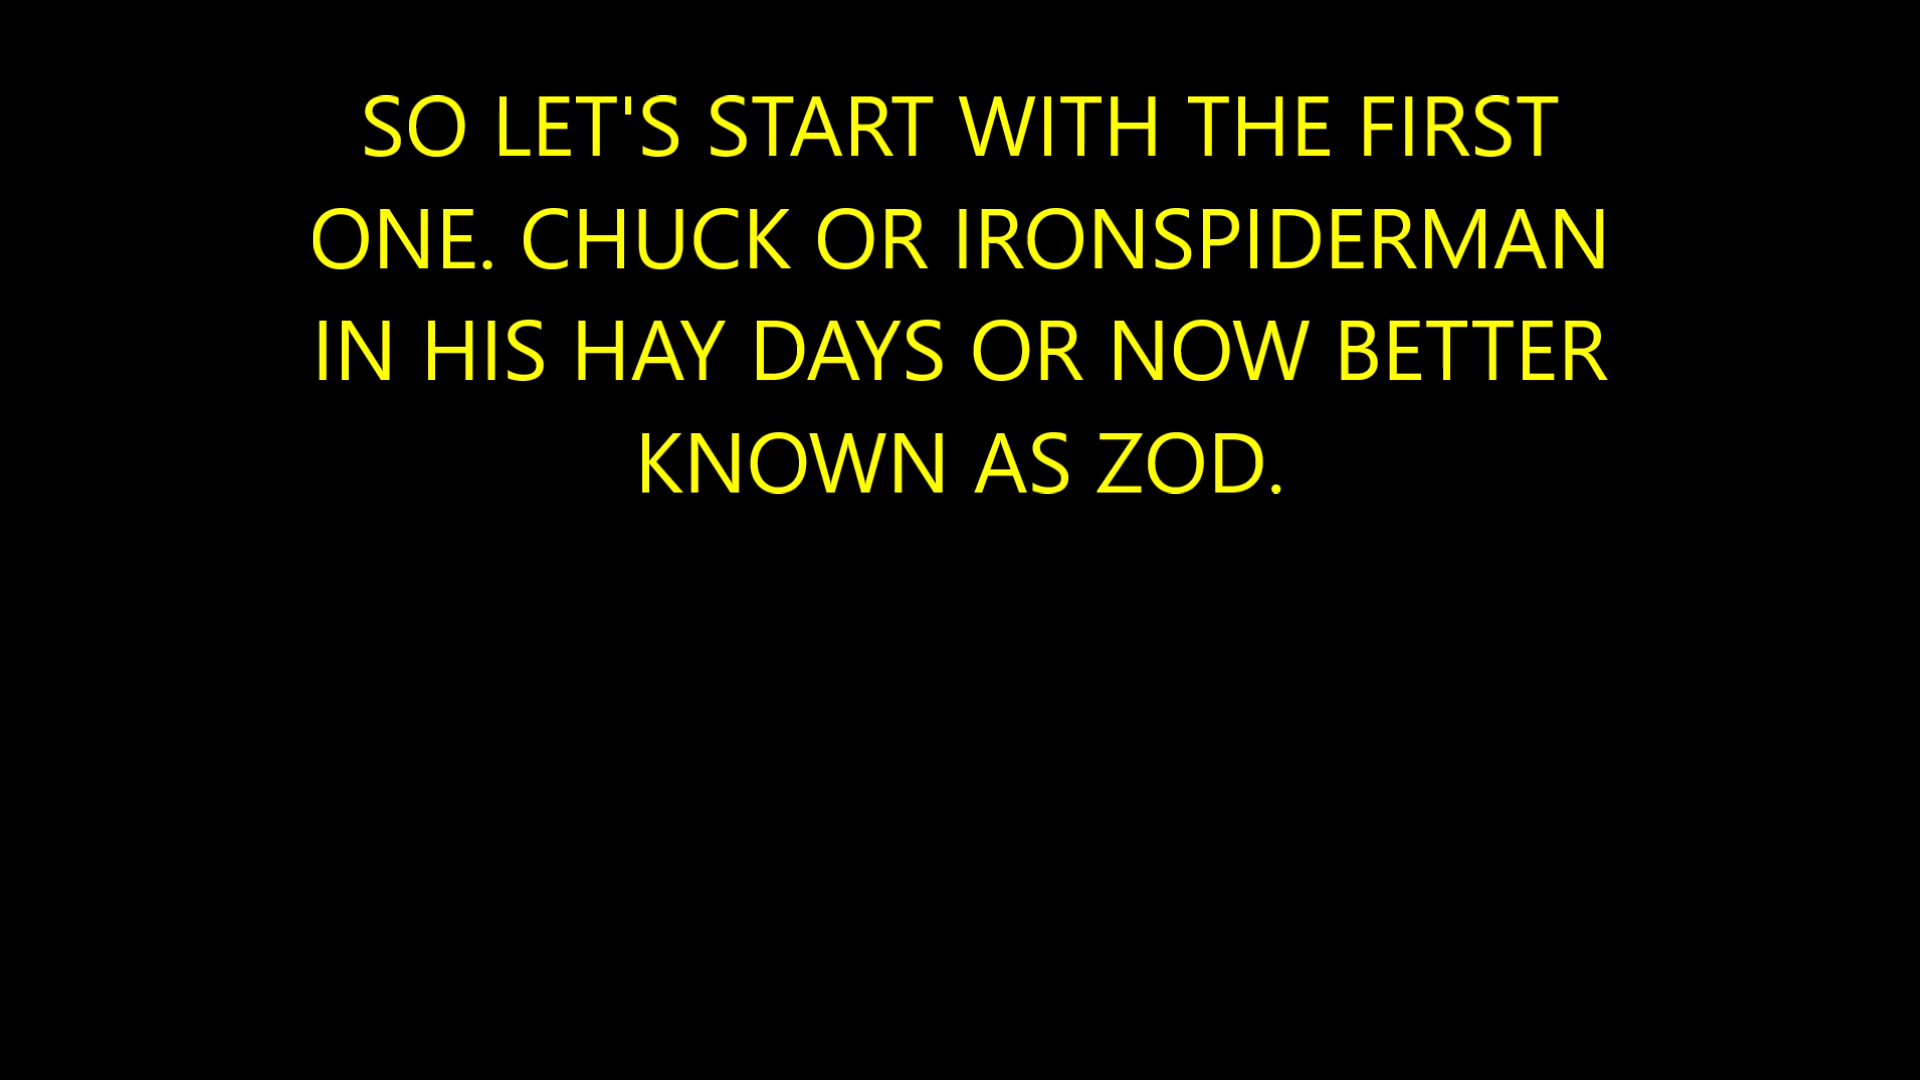 SO LET'S START WITH THE FIRST
ONE. CHUCK OR IRONSPIDERMAN
IN HIS HAY DAYS OR NOW BETTER
KNOWN AS ZOD.